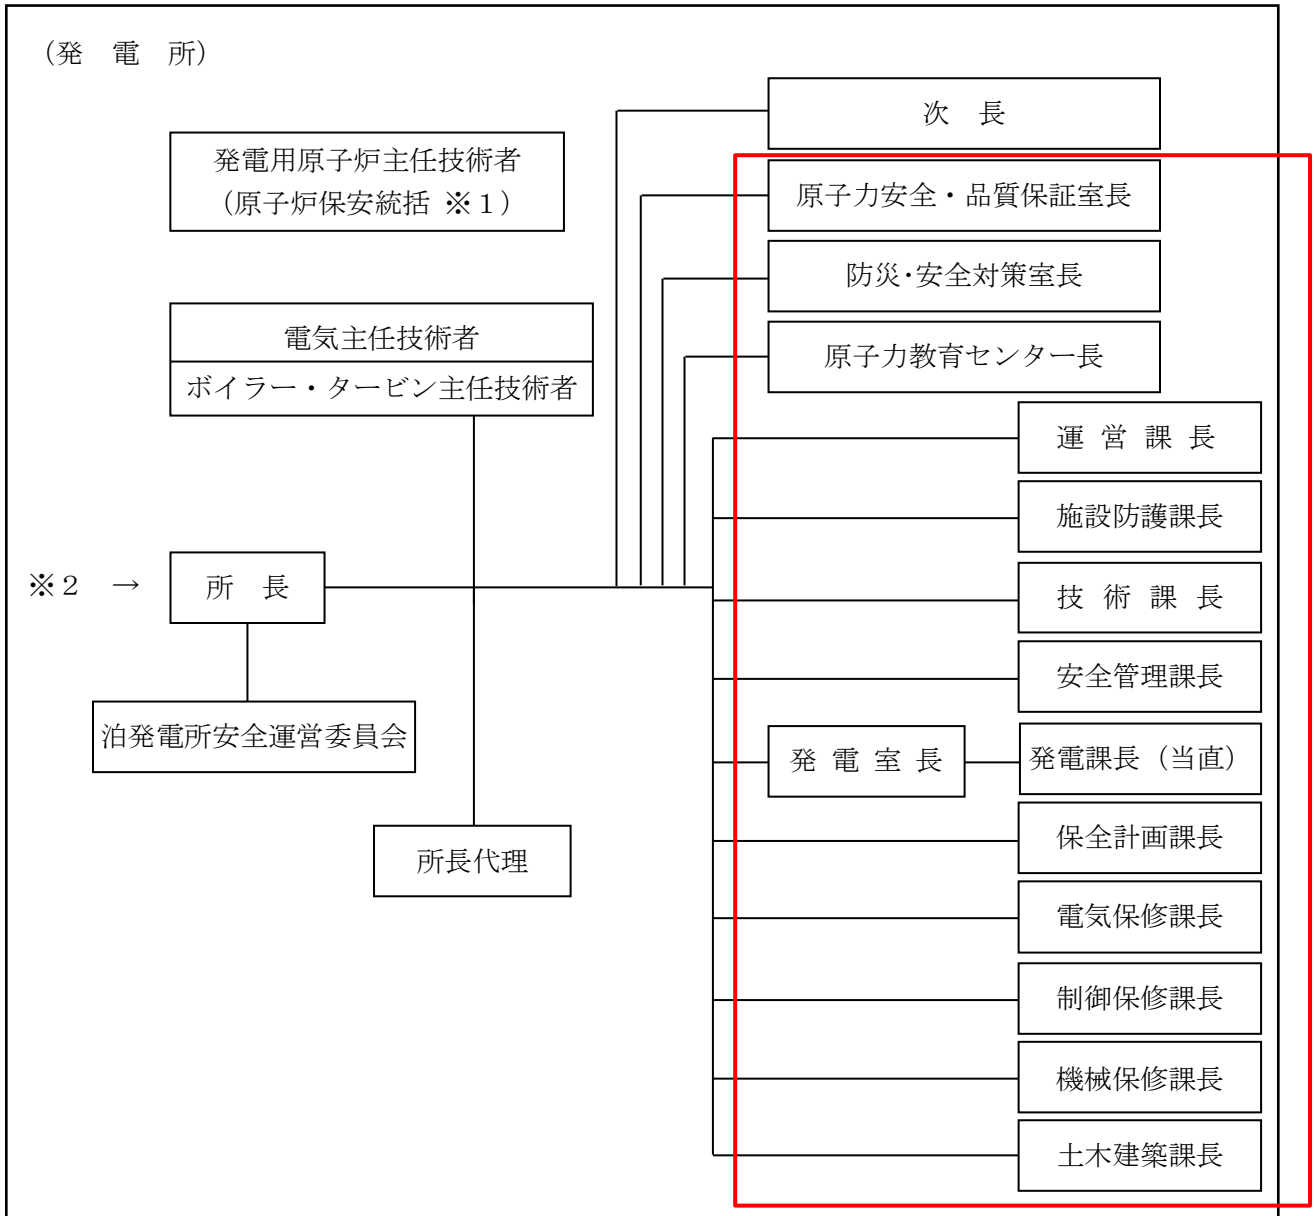 （発　電　所）
次　長
発電用原子炉主任技術者
（原子炉保安統括 ※１）
原子力安全・品質保証室長
防災・安全対策室長
電気主任技術者
ボイラー・タービン主任技術者
原子力教育センター長
運 営 課 長
施設防護課長
※２　→
所　長
技 術 課 長
安全管理課長
泊発電所安全運営委員会
発 電 室 長
発電課長（当直）
所長代理
保全計画課長
電気保修課長
制御保修課長
機械保修課長
土木建築課長